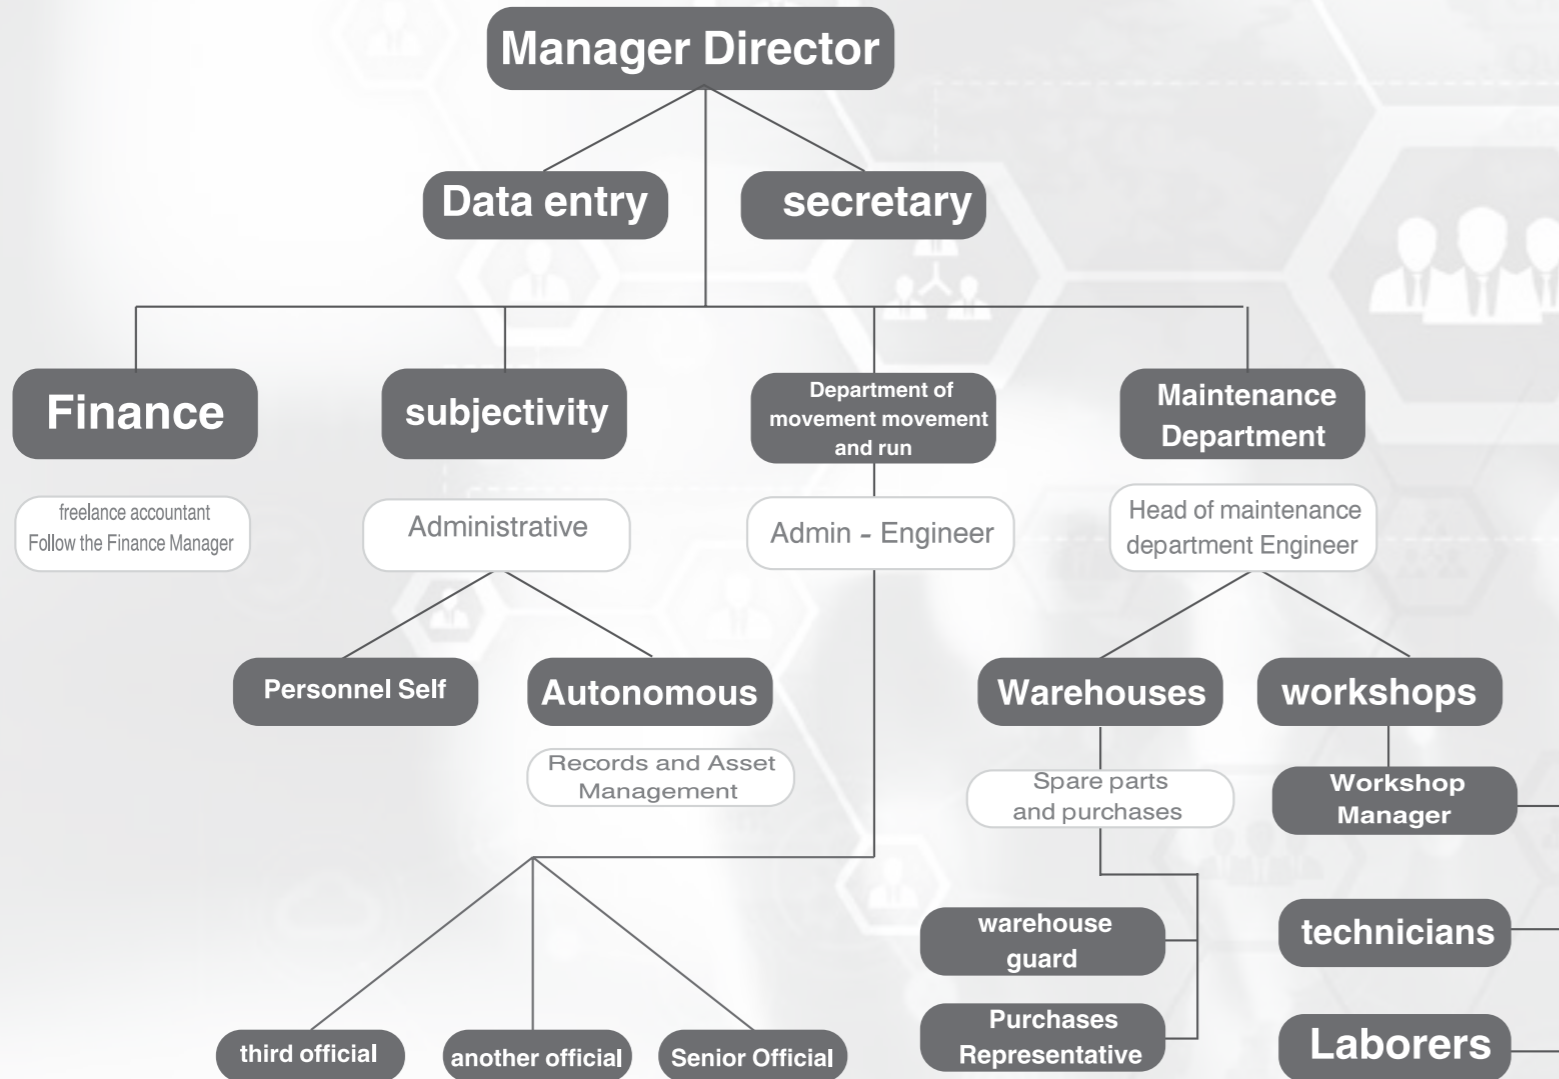 Manager Director
Data entry
secretary
Finance
subjectivity
Department of
movement movement
and run
Maintenance
Department
freelance accountant
Follow the Finance Manager
Administrative
Admin - Engineer
Head of maintenance
department Engineer
Personnel Self
Autonomous
Warehouses
workshops
Records and Asset
Management
Spare parts
and purchases
Workshop
Manager
warehouse
guard
technicians
Purchases
Representative
Laborers
third official
another official
Senior Official